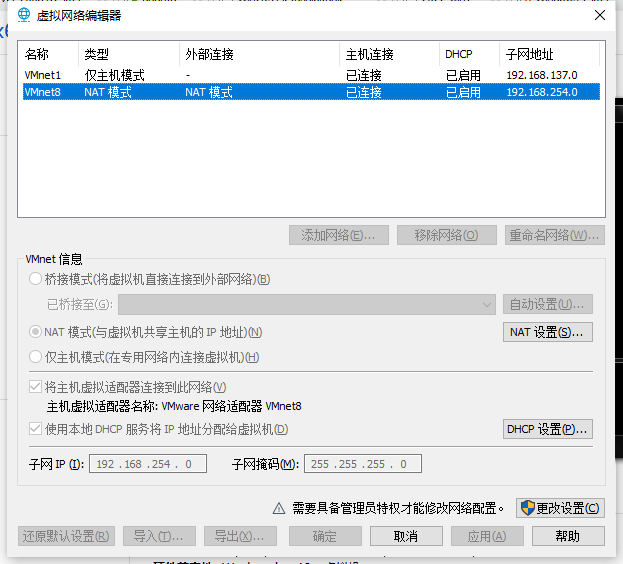 虚拟网络编辑器
名称 类型 外部连接 主机连接 DHCP 子网地址
VMnet1 仅主机模式 - 已连接 已启用 192.168.137.0
VMnet8 NAT 模式 NAT 模式 已连接 已启用 192.168.254.0
添加网络(E)... 移除网络(O) 重命名网络(W)...
VMnet 信息
桥接模式(将虚拟机直接连接到外部网络)(B)
已桥接至(G): 自动设置(U)...
NAT 模式(与虚拟机共享主机的 IP 地址)(N) NAT 设置(S)...
仅主机模式(在专用网络内连接虚拟机)(H)
将主机虚拟适配器连接到此网络(V)
主机虚拟适配器名称: VMware 网络适配器 VMnet8
使用本地 DHCP 服务将 IP 地址分配给虚拟机(D) DHCP 设置(P)...
子网 IP (I): 192 . 168 . 254 . 0 子网掩码(M): 255 . 255 . 255 . 0
需要具备管理员特权才能修改网络配置。 更改设置(C)
还原默认设置(R) 导入(T)... 导出(X)... 确定 取消 应用(A) 帮助